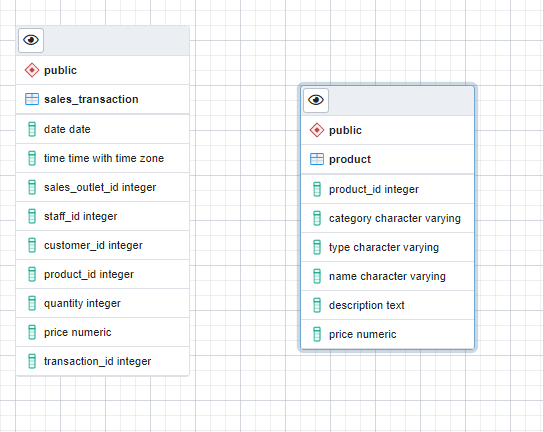 public
sales_transaction
date date
time time with time zone
sales_outlet_id integer
staff_id integer
customer_id integer
product_id integer
quantity integer
price numeric
transaction_id integer
public
product
product_id integer
category character varying
type character varying
name character varying
description text
price numeric